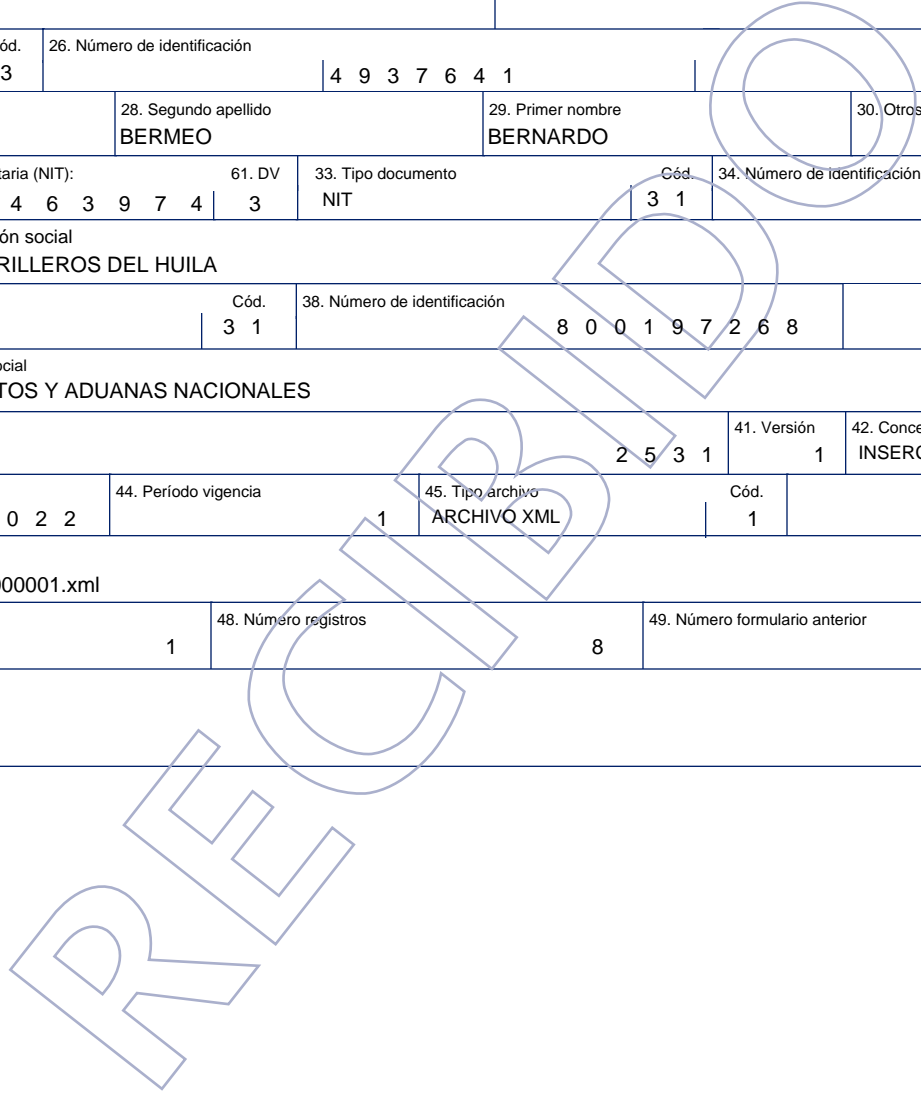 ód. 26. Número de identificación
3 4 9 3 7 6 4 1
28. Segundo apellido 29. Primer nombre 30. Otros
BERMEO BERNARDO
taria (NIT): 61. DV 33. Tipo documento Cód. 34. Número de identificación
4 6 3 9 7 4 3 NIT 3 1
ón social
RILLEROS DEL HUILA
Cód. 38. Número de identificación
3 1 8 0 0 1 9 7 2 6 8
ocial
TOS Y ADUANAS NACIONALES
41. Versión 42. Conce
2 5 3 1 1 INSERC
44. Período vigencia 45. Tipo archivo Cód.
0 2 2 1 ARCHIVO XML 1
000001.xml
48. Número registros 49. Número formulario anterior
1 8
RECIBIDO